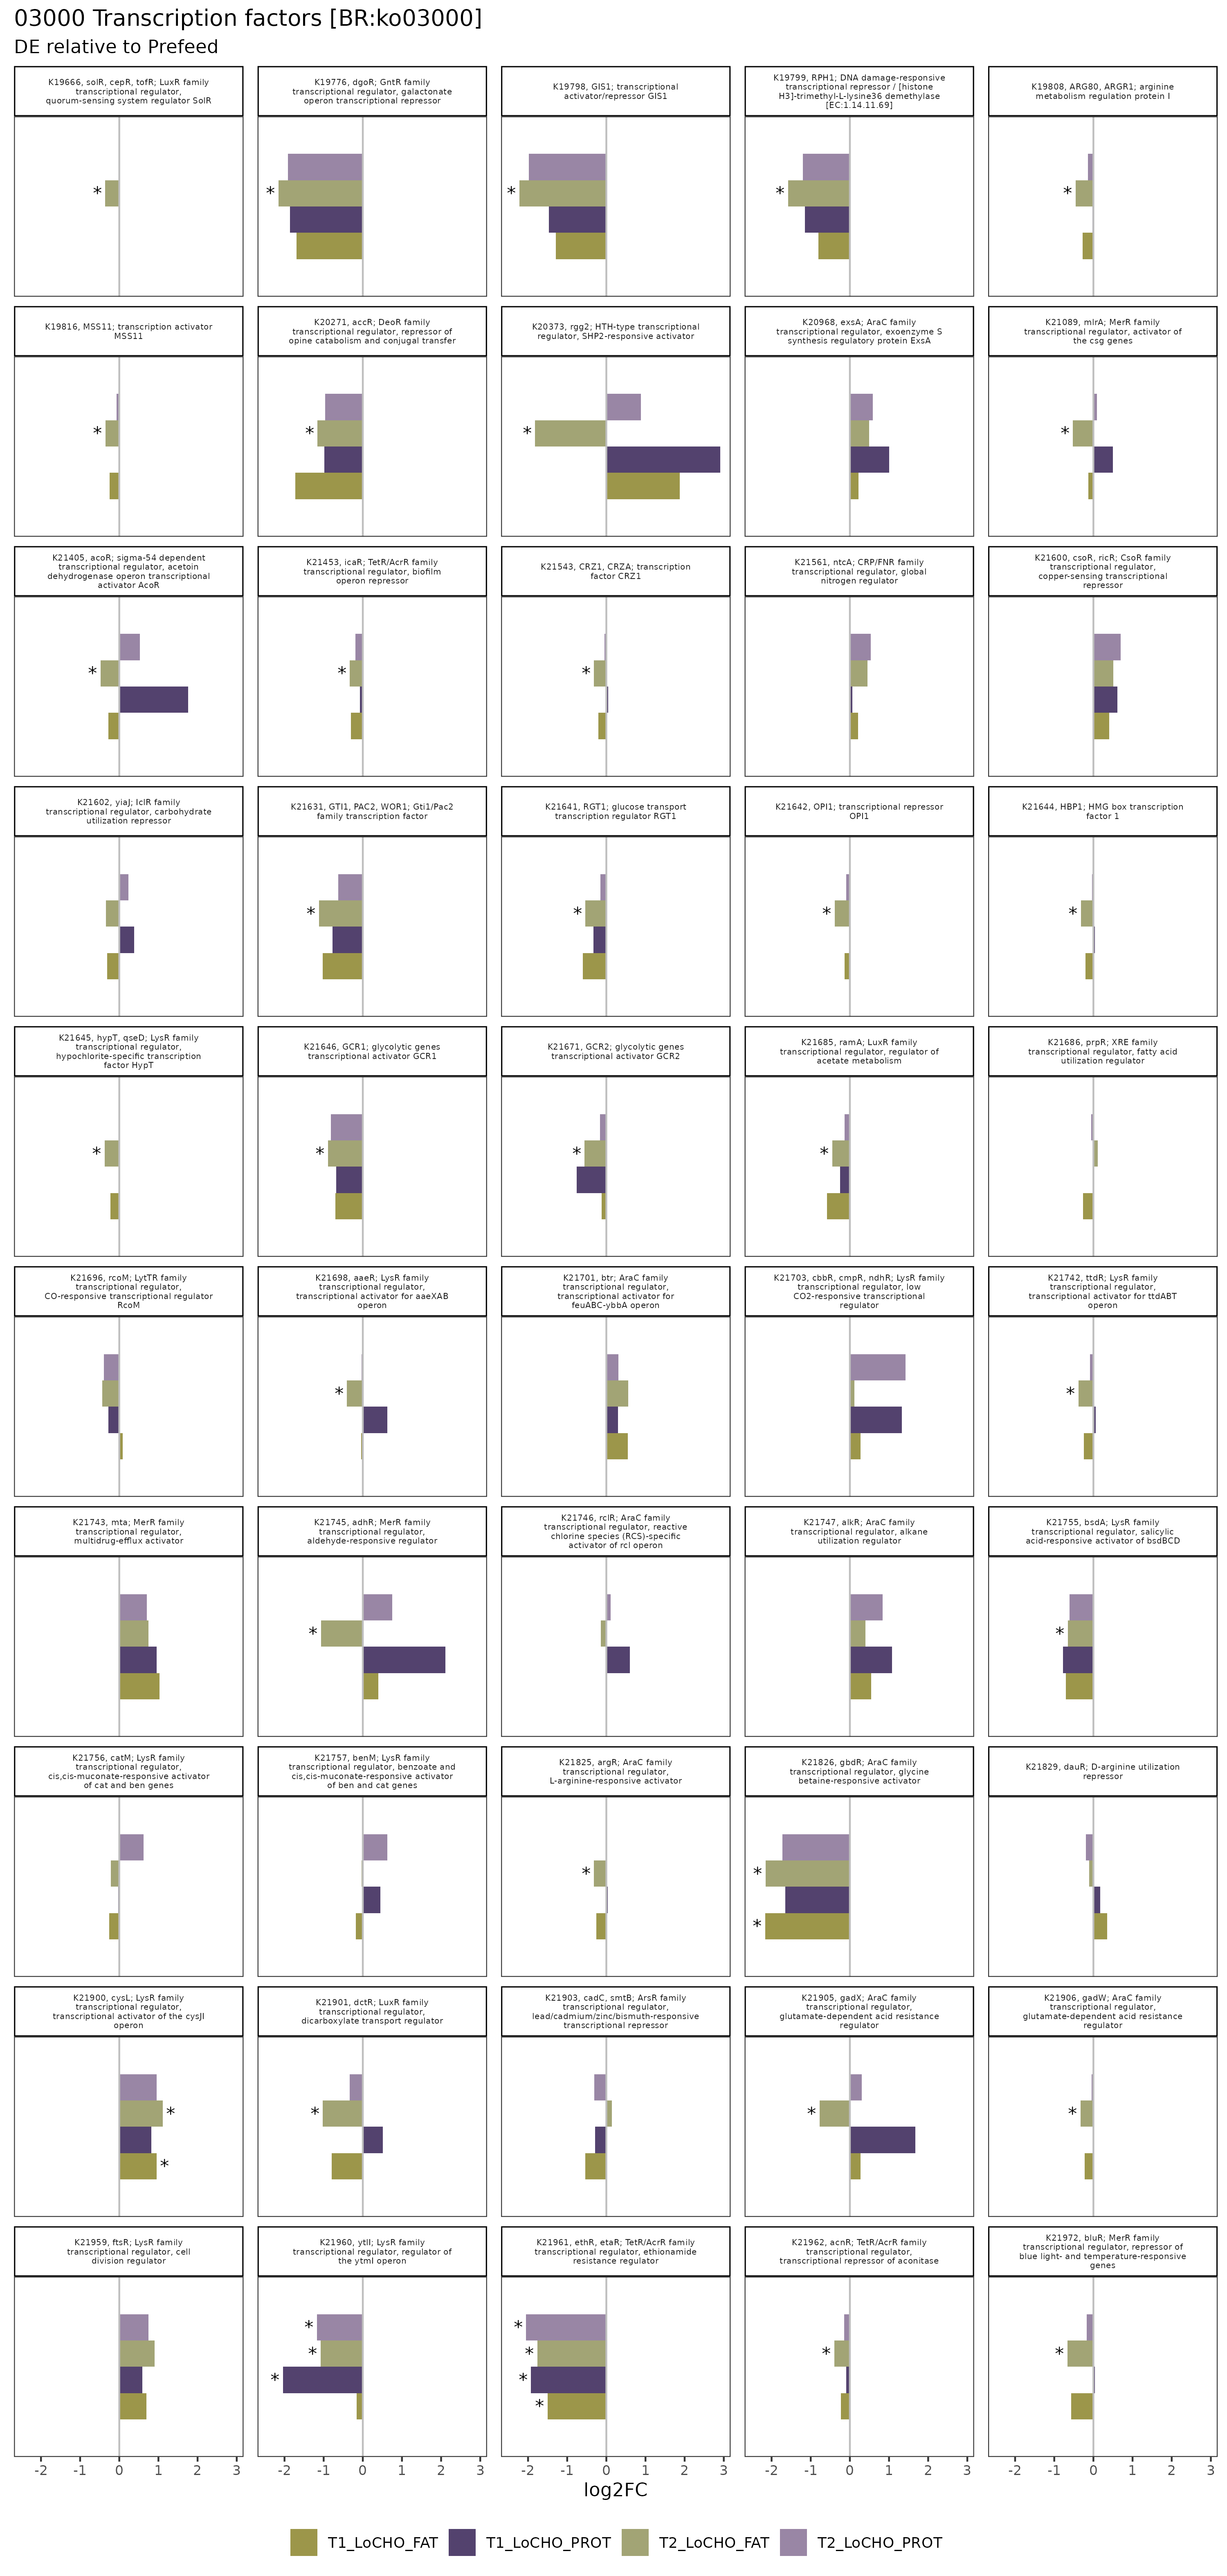 03000 Transcription factors [BR:ko03000]
DE relative to Prefeed
K19666, solR, cepR, tofR; LuxR family
transcriptional regulator,
quorum-sensing system regulator SolR
K19776, dgoR; GntR family
transcriptional regulator, galactonate
operon transcriptional repressor
K19798, GIS1; transcriptional
activator/repressor GIS1
K19799, RPH1; DNA damage-responsive
transcriptional repressor / [histone
H3]-trimethyl-L-lysine36 demethylase
[EC:1.14.11.69]
K19808, ARG80, ARGR1; arginine
metabolism regulation protein I
*
*
*
*
*
K19816, MSS11; transcription activator
MSS11
K20271, accR; DeoR family
transcriptional regulator, repressor of
opine catabolism and conjugal transfer
K20373, rgg2; HTH-type transcriptional
regulator, SHP2-responsive activator
K20968, exsA; AraC family
transcriptional regulator, exoenzyme S
synthesis regulatory protein ExsA
K21089, mlrA; MerR family
transcriptional regulator, activator of
the csg genes
*
*
*
*
K21405, acoR; sigma-54 dependent
transcriptional regulator, acetoin
dehydrogenase operon transcriptional
activator AcoR
K21453, icaR; TetR/AcrR family
transcriptional regulator, biofilm
operon repressor
K21543, CRZ1, CRZA; transcription
factor CRZ1
K21561, ntcA; CRP/FNR family
transcriptional regulator, global
nitrogen regulator
K21600, csoR, ricR; CsoR family
transcriptional regulator,
copper-sensing transcriptional
repressor
*
*
*
K21602, yiaJ; IclR family
transcriptional regulator, carbohydrate
utilization repressor
K21631, GTI1, PAC2, WOR1; Gti1/Pac2
family transcription factor
K21641, RGT1; glucose transport
transcription regulator RGT1
K21642, OPI1; transcriptional repressor
OPI1
K21644, HBP1; HMG box transcription
factor 1
*
*
*
*
K21645, hypT, qseD; LysR family
transcriptional regulator,
hypochlorite-specific transcription
factor HypT
K21646, GCR1; glycolytic genes
transcriptional activator GCR1
K21671, GCR2; glycolytic genes
transcriptional activator GCR2
K21685, ramA; LuxR family
transcriptional regulator, regulator of
acetate metabolism
K21686, prpR; XRE family
transcriptional regulator, fatty acid
utilization regulator
*
*
*
*
K21696, rcoM; LytTR family
transcriptional regulator,
CO-responsive transcriptional regulator
RcoM
K21698, aaeR; LysR family
transcriptional regulator,
transcriptional activator for aaeXAB
operon
K21701, btr; AraC family
transcriptional regulator,
transcriptional activator for
feuABC-ybbA operon
K21703, cbbR, cmpR, ndhR; LysR family
transcriptional regulator, low
CO2-responsive transcriptional
regulator
K21742, ttdR; LysR family
transcriptional regulator,
transcriptional activator for ttdABT
operon
*
*
K21743, mta; MerR family
transcriptional regulator,
multidrug-efflux activator
K21745, adhR; MerR family
transcriptional regulator,
aldehyde-responsive regulator
K21746, rclR; AraC family
transcriptional regulator, reactive
chlorine species (RCS)-specific
activator of rcl operon
K21747, alkR; AraC family
transcriptional regulator, alkane
utilization regulator
K21755, bsdA; LysR family
transcriptional regulator, salicylic
acid-responsive activator of bsdBCD
*
*
K21756, catM; LysR family
transcriptional regulator,
cis,cis-muconate-responsive activator
of cat and ben genes
K21757, benM; LysR family
transcriptional regulator, benzoate and
cis,cis-muconate-responsive activator
of ben and cat genes
K21825, argR; AraC family
transcriptional regulator,
L-arginine-responsive activator
K21826, gbdR; AraC family
transcriptional regulator, glycine
betaine-responsive activator
K21829, dauR; D-arginine utilization
repressor
*
*
*
K21900, cysL; LysR family
transcriptional regulator,
transcriptional activator of the cysJI
operon
K21901, dctR; LuxR family
transcriptional regulator,
dicarboxylate transport regulator
K21903, cadC, smtB; ArsR family
transcriptional regulator,
lead/cadmium/zinc/bismuth-responsive
transcriptional repressor
K21905, gadX; AraC family
transcriptional regulator,
glutamate-dependent acid resistance
regulator
K21906, gadW; AraC family
transcriptional regulator,
glutamate-dependent acid resistance
regulator
*
*
*
*
*
K21959, ftsR; LysR family
transcriptional regulator, cell
division regulator
K21960, ytlI; LysR family
transcriptional regulator, regulator of
the ytmI operon
K21961, ethR, etaR; TetR/AcrR family
transcriptional regulator, ethionamide
resistance regulator
K21962, acnR; TetR/AcrR family
transcriptional regulator,
transcriptional repressor of aconitase
K21972, bluR; MerR family
transcriptional regulator, repressor of
blue light- and temperature-responsive
genes
*
*
*
*
*
*
*
*
*
-2 -1 0 1 2 3
-2 -1 0 1 2 3
-2 -1 0 1 2 3
-2 -1 0 1 2 3
-2 -1 0 1 2 3
log2FC
T1_LoCHO_FAT T1_LoCHO_PROT T2_LoCHO_FAT T2_LoCHO_PROT